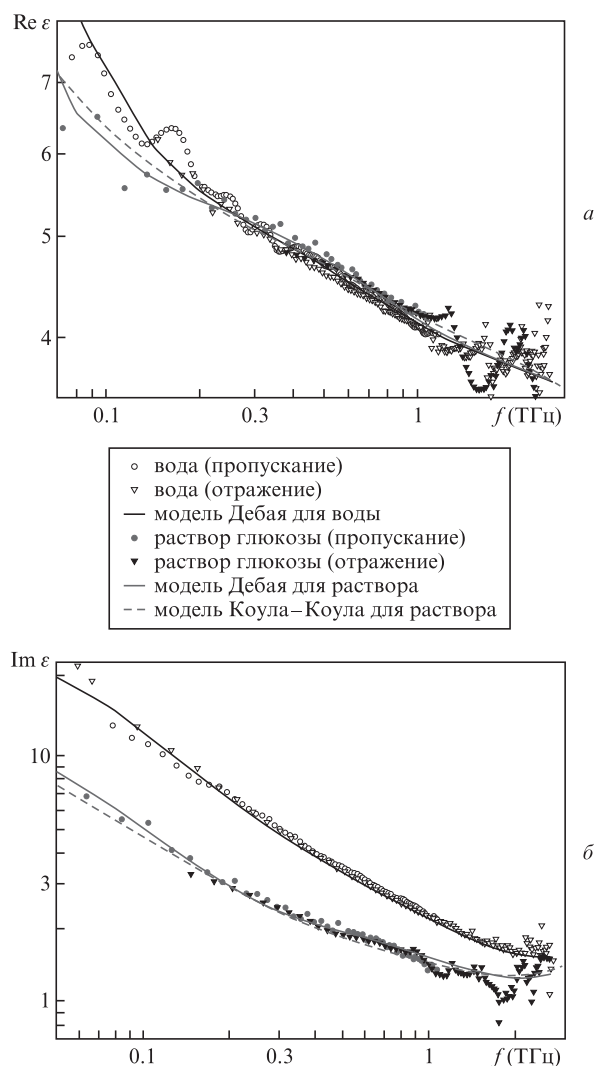 Re ε
7
6
5
4
0.1
0.3
1
f (ТГц)
а
вода (пропускание)
вода (отражение)
модель Дебая для воды
раствор глюкозы (пропускание)
раствор глюкозы (отражение)
модель Дебая для раствора
модель Коула–Коула для раствора
Im ε
10
3
1
0.1
0.3
1
f (ТГц)
б